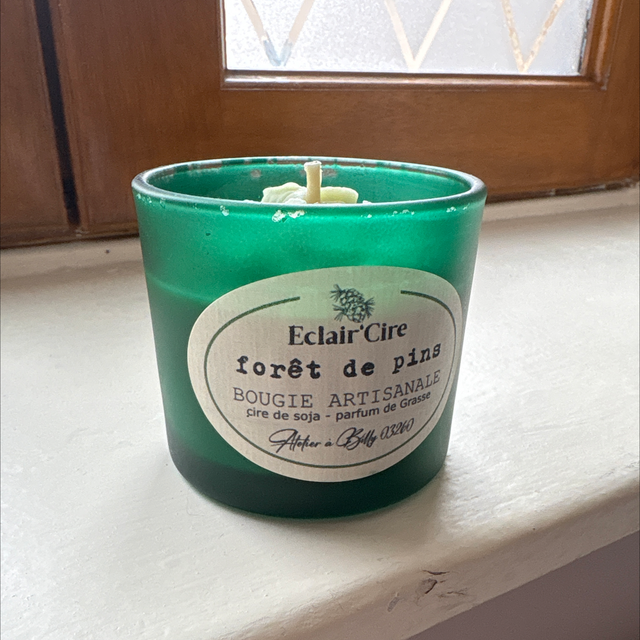 Eclair'Cire
forêt de pins
BOUGIE ARTISANALE
cire de soja - parfum de Grasse
Atelier à Billy 03260